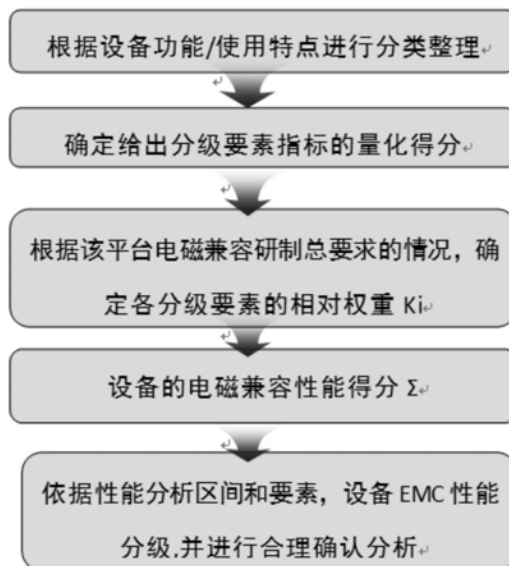 根据设备功能/使用特点进行分类整理
确定给出分级要素指标的量化得分
根据该平台电磁兼容研制总要求的情况，确
定各分级要素的相对权重 Ki
设备的电磁兼容性能得分 Σ
依据性能分析区间和要素，设备 EMC 性能
分级,并进行合理确认分析